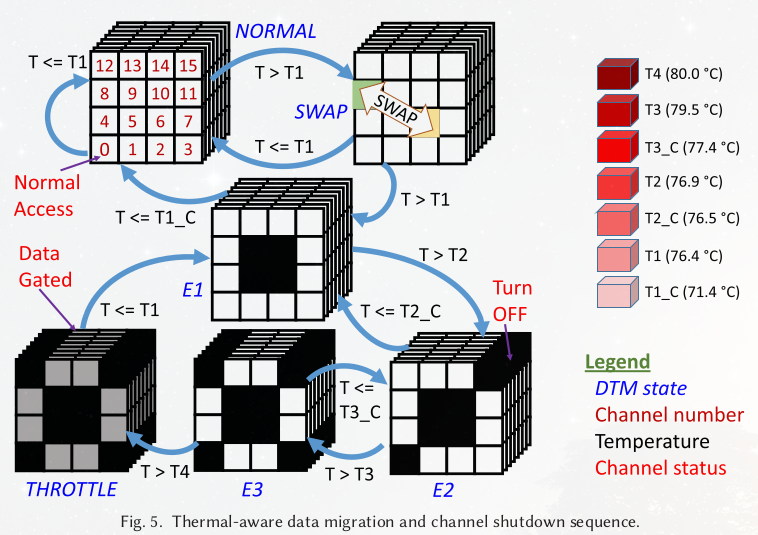 NORMAL
T <= T1
12 13 14 15
8 9 10 11
4 5 6 7
0 1 2 3
T > T1
SWAP
SWAP
T <= T1
Normal
Access
T <= T1_C
T > T1
Data
Gated
E1
T > T2
T <= T1
T <= T2_C
Turn
OFF
T <=
T3_C
T > T4
T > T3
THROTTLE
E3
E2
T4 (80.0 °C)
T3 (79.5 °C)
T3_C (77.4 °C)
T2 (76.9 °C)
T2_C (76.5 °C)
T1 (76.4 °C)
T1_C (71.4 °C)
Legend
DTM state
Channel number
Temperature
Channel status
Fig. 5. Thermal-aware data migration and channel shutdown sequence.